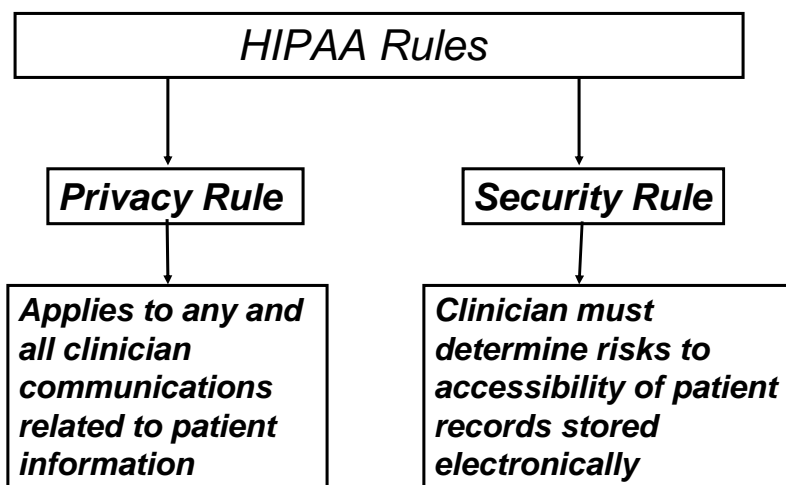 HIPAA Rules
Privacy Rule
Security Rule
Applies to any and
all clinician
communications
related to patient
information
Clinician must
determine risks to
accessibility of patient
records stored
electronically